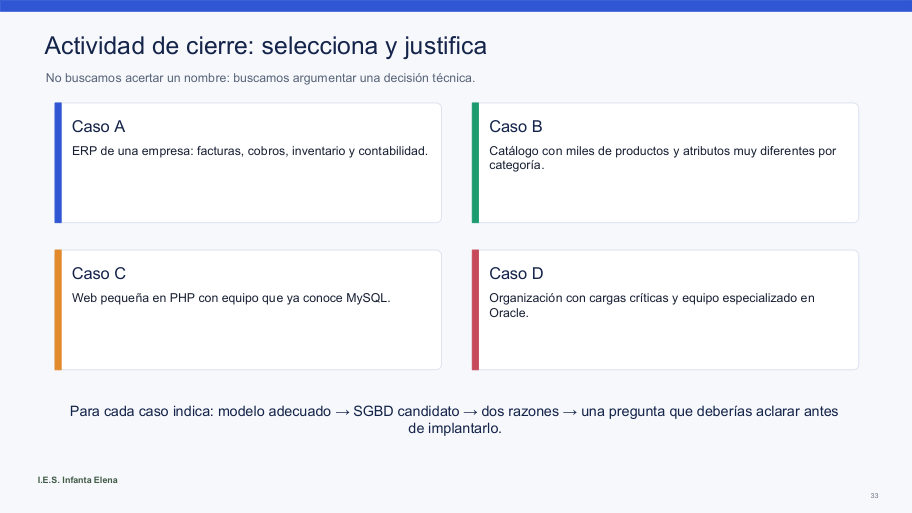 Actividad de cierre: selecciona y justifica
No buscamos acertar un nombre: buscamos argumentar una decisión técnica.
Caso A
ERP de una empresa: facturas, cobros, inventario y contabilidad.
Caso B
Catálogo con miles de productos y atributos muy diferentes por
categoría.
Caso C
Web pequeña en PHP con equipo que ya conoce MySQL.
Caso D
Organización con cargas críticas y equipo especializado en
Oracle.
Para cada caso indica: modelo adecuado → SGBD candidato → dos razones → una pregunta que deberías aclarar antes
de implantarlo.
I.E.S. Infanta Elena
33